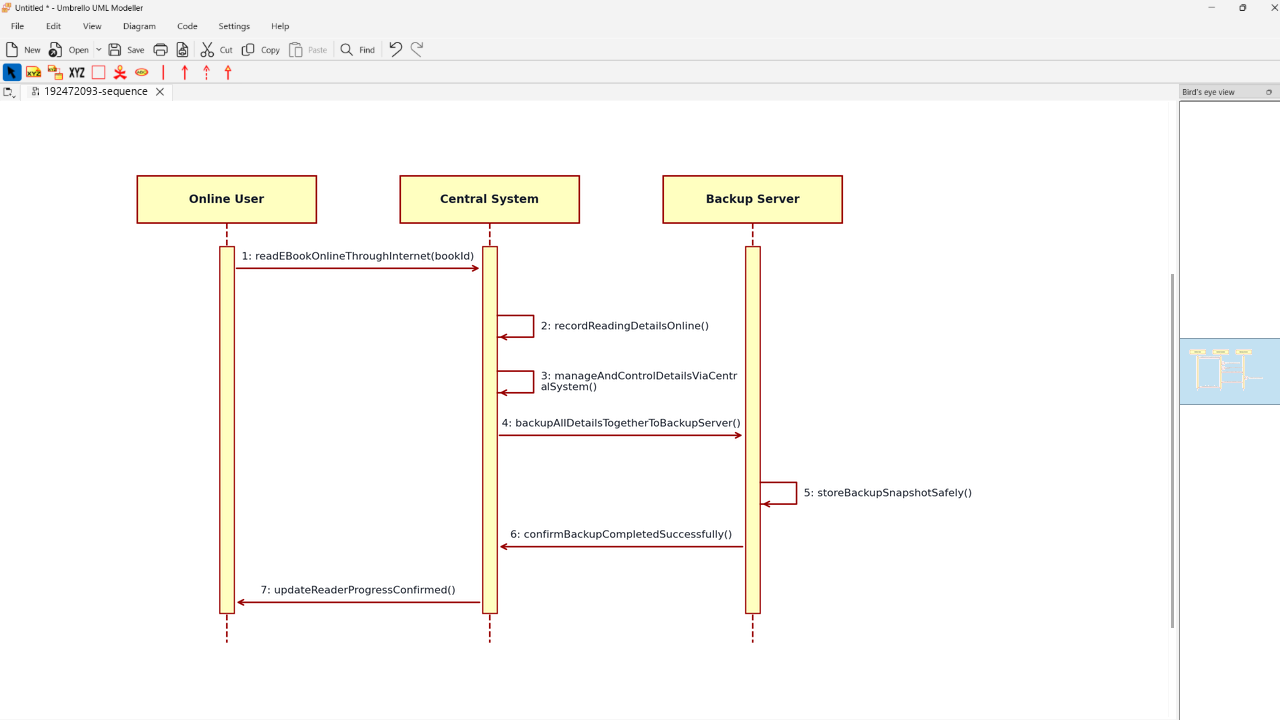 Untitled * - Umbrello UML Modeller
File Edit View Diagram Code Settings Help
New Open Save Cut Copy Paste Find
XYZ XYZ ABC
192472093-sequence
Bird's eye view
Online User Central System Backup Server
1: readEBookOnlineThroughInternet(bookId)
2: recordReadingDetailsOnline()
3: manageAndControlDetailsViaCentr
alSystem()
4: backupAllDetailsTogetherToBackupServer()
5: storeBackupSnapshotSafely()
6: confirmBackupCompletedSuccessfully()
7: updateReaderProgressConfirmed()